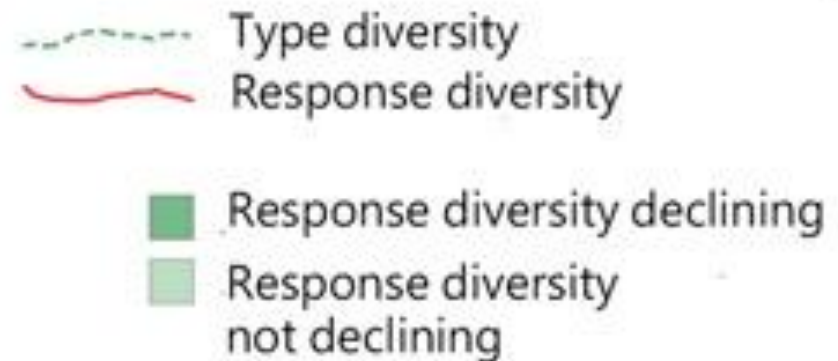 Type diversity
Response diversity
Response diversity declining
Response diversity
not declining